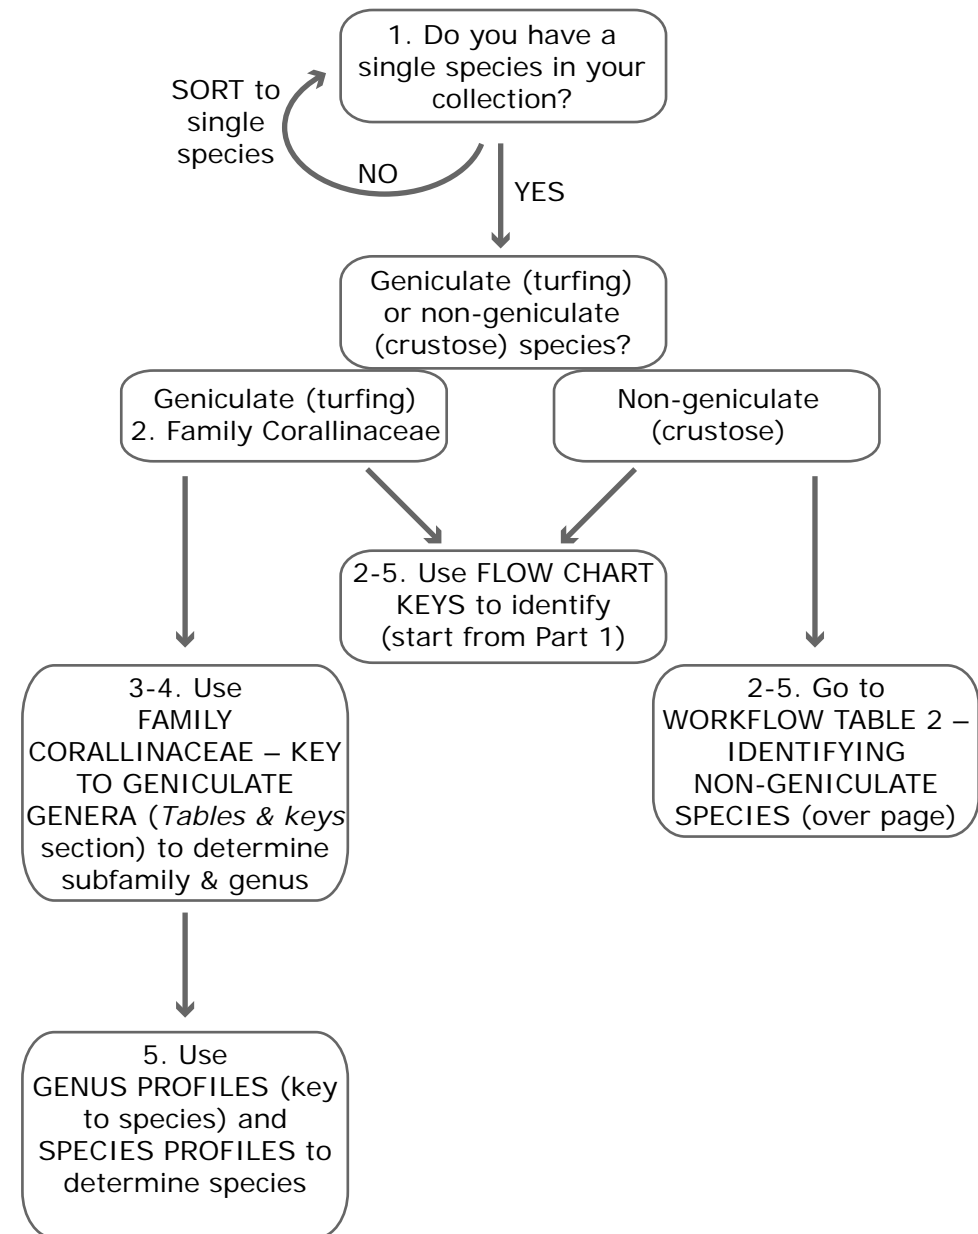 1. Do you have a
single species in your
collection?
SORT to
single
species
NO
YES
Geniculate (turfing)
or non-geniculate
(crustose) species?
Geniculate (turfing)
2. Family Corallinaceae
Non-geniculate
(crustose)
2-5. Use FLOW CHART
KEYS to identify
(start from Part 1)
3-4. Use
FAMILY
CORALLINACEAE – KEY
TO GENICULATE
GENERA (Tables & keys
section) to determine
subfamily & genus
2-5. Go to
WORKFLOW TABLE 2 –
IDENTIFYING
NON-GENICULATE
SPECIES (over page)
5. Use
GENUS PROFILES (key
to species) and
SPECIES PROFILES to
determine species